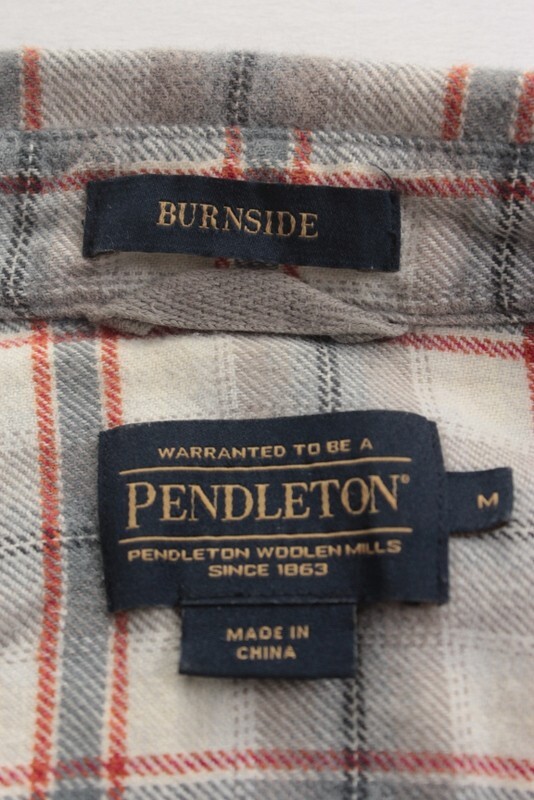 BURNSIDE
WARRANTED TO BE A
PENDLETON®
M
PENDLETON WOOLEN MILLS
SINCE 1863
MADE IN
CHINA